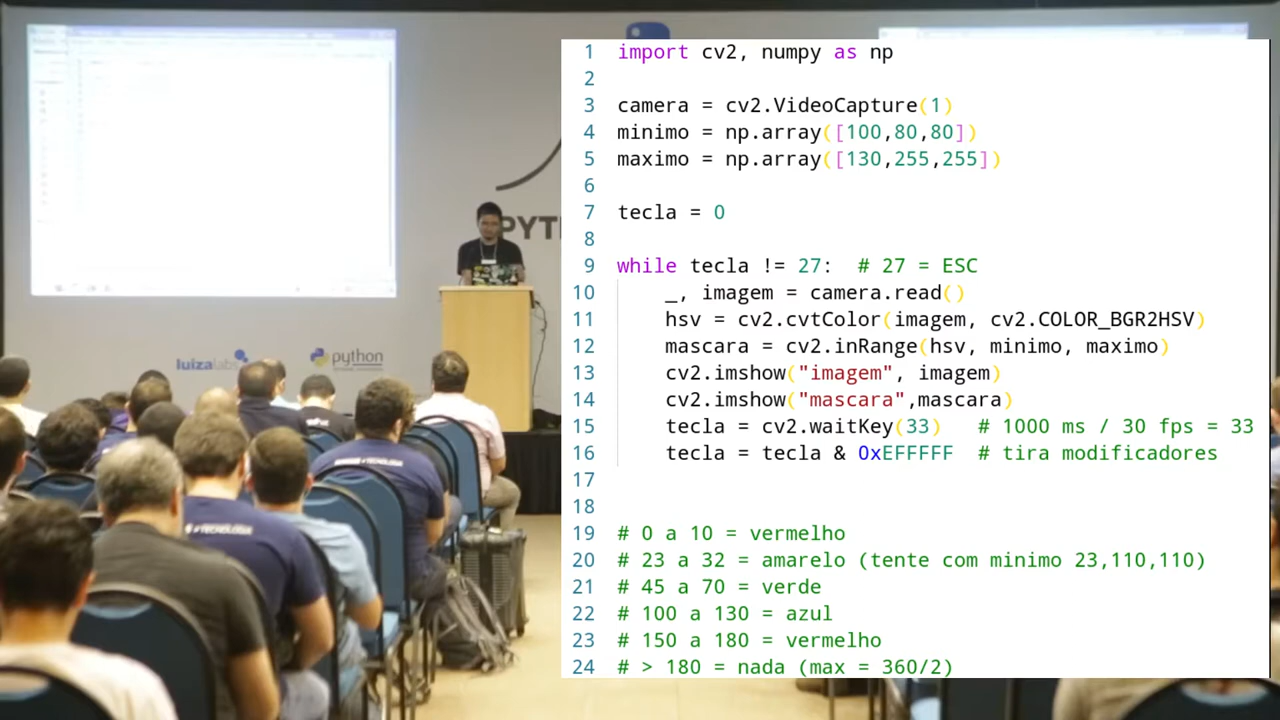 PYT
luizalabs
python
#TECNOLOGIA
1 import cv2, numpy as np
2
3 camera = cv2.VideoCapture(1)
4 minimo = np.array([100,80,80])
5 maximo = np.array([130,255,255])
6
7 tecla = 0
8
9 while tecla != 27:  # 27 = ESC
10     _, imagem = camera.read()
11     hsv = cv2.cvtColor(imagem, cv2.COLOR_BGR2HSV)
12     mascara = cv2.inRange(hsv, minimo, maximo)
13     cv2.imshow("imagem", imagem)
14     cv2.imshow("mascara",mascara)
15     tecla = cv2.waitKey(33)   # 1000 ms / 30 fps = 33
16     tecla = tecla & 0xEFFFFF  # tira modificadores
17
18
19 # 0 a 10 = vermelho
20 # 23 a 32 = amarelo (tente com minimo 23,110,110)
21 # 45 a 70 = verde
22 # 100 a 130 = azul
23 # 150 a 180 = vermelho
24 # > 180 = nada (max = 360/2)